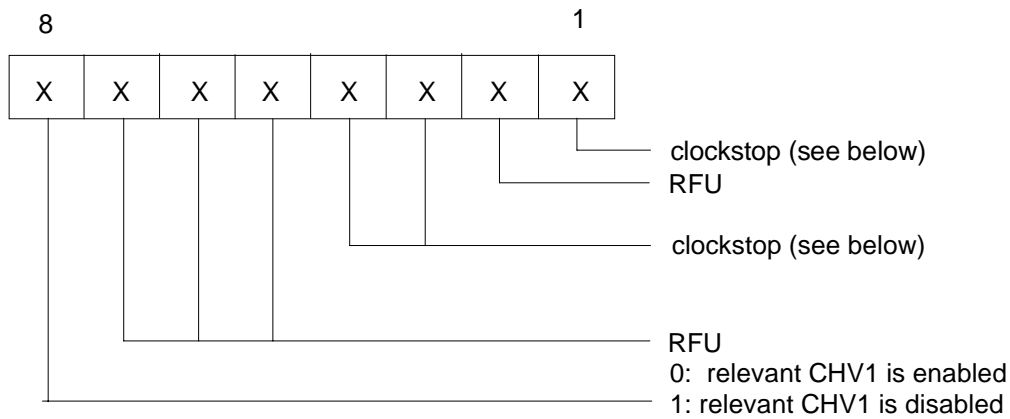 8 1
X X X X X X X X
clockstop (see below)
RFU
clockstop (see below)
RFU
0: relevant CHV1 is enabled
1: relevant CHV1 is disabled